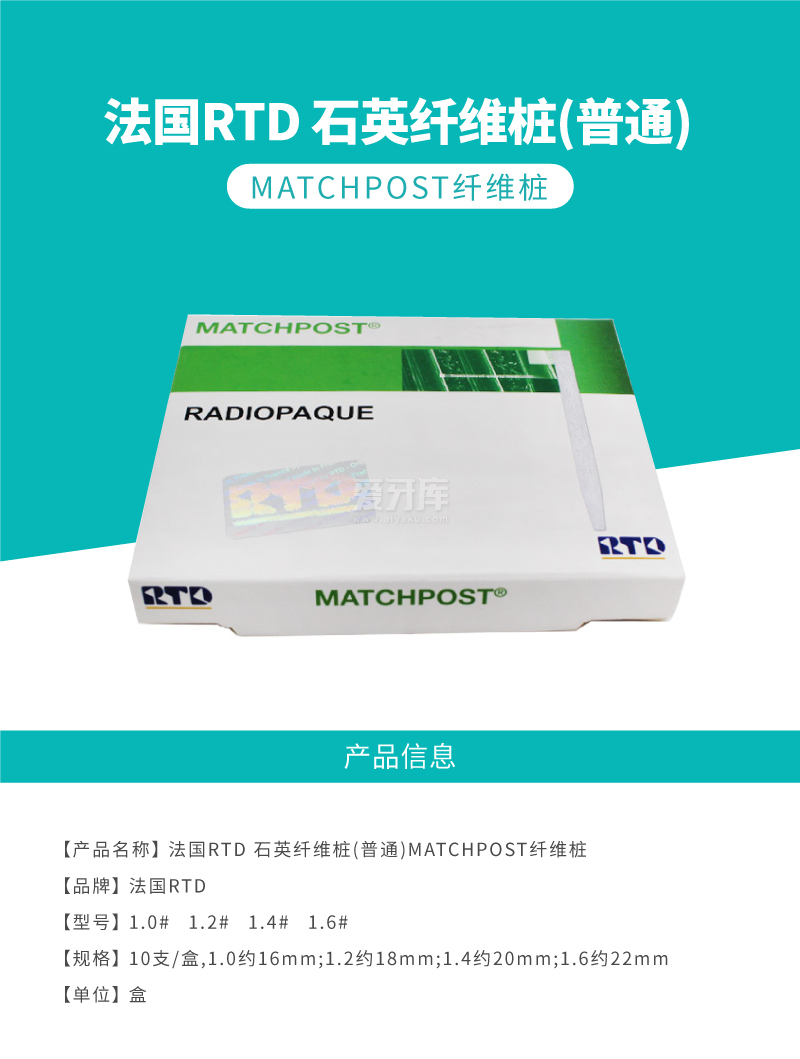 法国RTD 石英纤维桩(普通)
MATCHPOST纤维桩
MATCHPOST®
RADIOPAQUE
RTD
爱牙库
www.aiyaku.com
RTD
RTD
MATCHPOST®
产品信息
【产品名称】法国RTD 石英纤维桩(普通)MATCHPOST纤维桩
【品牌】法国RTD
【型号】1.0# 1.2# 1.4# 1.6#
【规格】10支/盒,1.0约16mm;1.2约18mm;1.4约20mm;1.6约22mm
【单位】盒